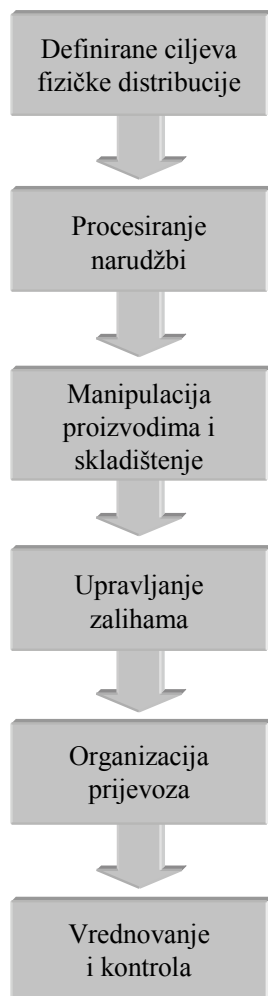 Definirane ciljeva
fizičke distribucije
Procesiranje
narudžbi
Manipulacija
proizvodima i
skladištenje
Upravljanje
zalihama
Organizacija
prijevoza
Vrednovanje
i kontrola